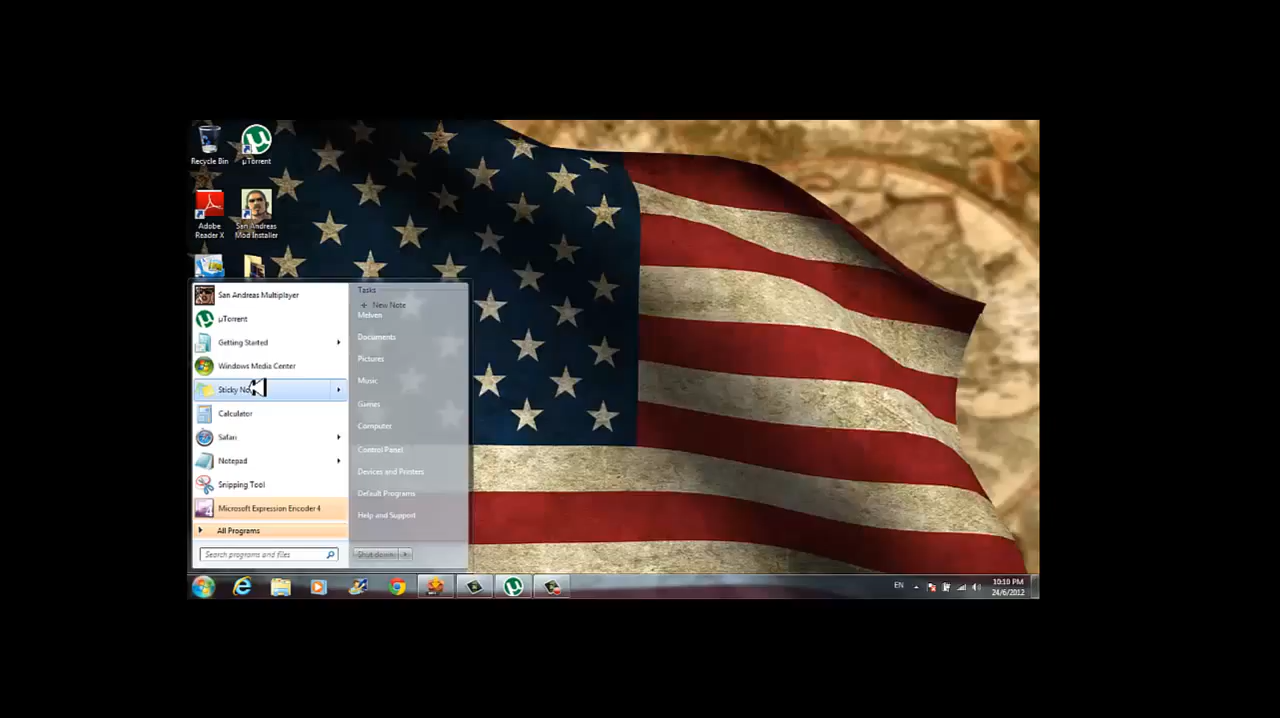 Recycle Bin
µTorrent
Adobe
Reader X
San Andreas
Mod Installer
San Andreas Multiplayer
µTorrent
Getting Started
Windows Media Center
Sticky No
Calculator
Safari
Notepad
Snipping Tool
Microsoft Expression Encoder 4
All Programs
Search programs and files
Tasks
New Note
Melven
Documents
Pictures
Music
Games
Computer
Control Panel
Devices and Printers
Default Programs
Help and Support
Shut down
EN
10:10 PM
24/6/2012